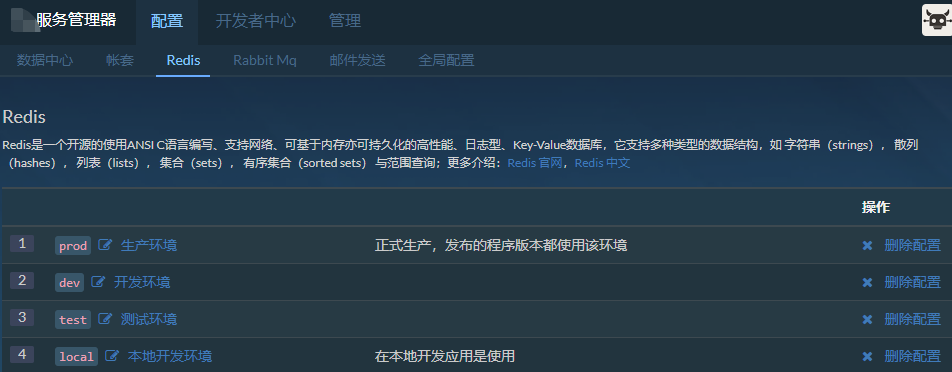 服务管理器 配置 开发者中心 管理
数据中心 帐套 Redis Rabbit Mq 邮件发送 全局配置
Redis
Redis是一个开源的使用ANSI C语言编写、支持网络、可基于内存亦可持久化的高性能、日志型、Key-Value数据库，它支持多种类型的数据结构，如 字符串（strings），散列
（hashes），列表（lists），集合（sets），有序集合（sorted sets）与范围查询；更多介绍：Redis 官网，Redis 中文
操作
1 prod 生产环境 正式生产，发布的程序版本都使用该环境 删除配置
2 dev 开发环境 删除配置
3 test 测试环境 删除配置
4 local 本地开发环境 在本地开发应用是使用 删除配置